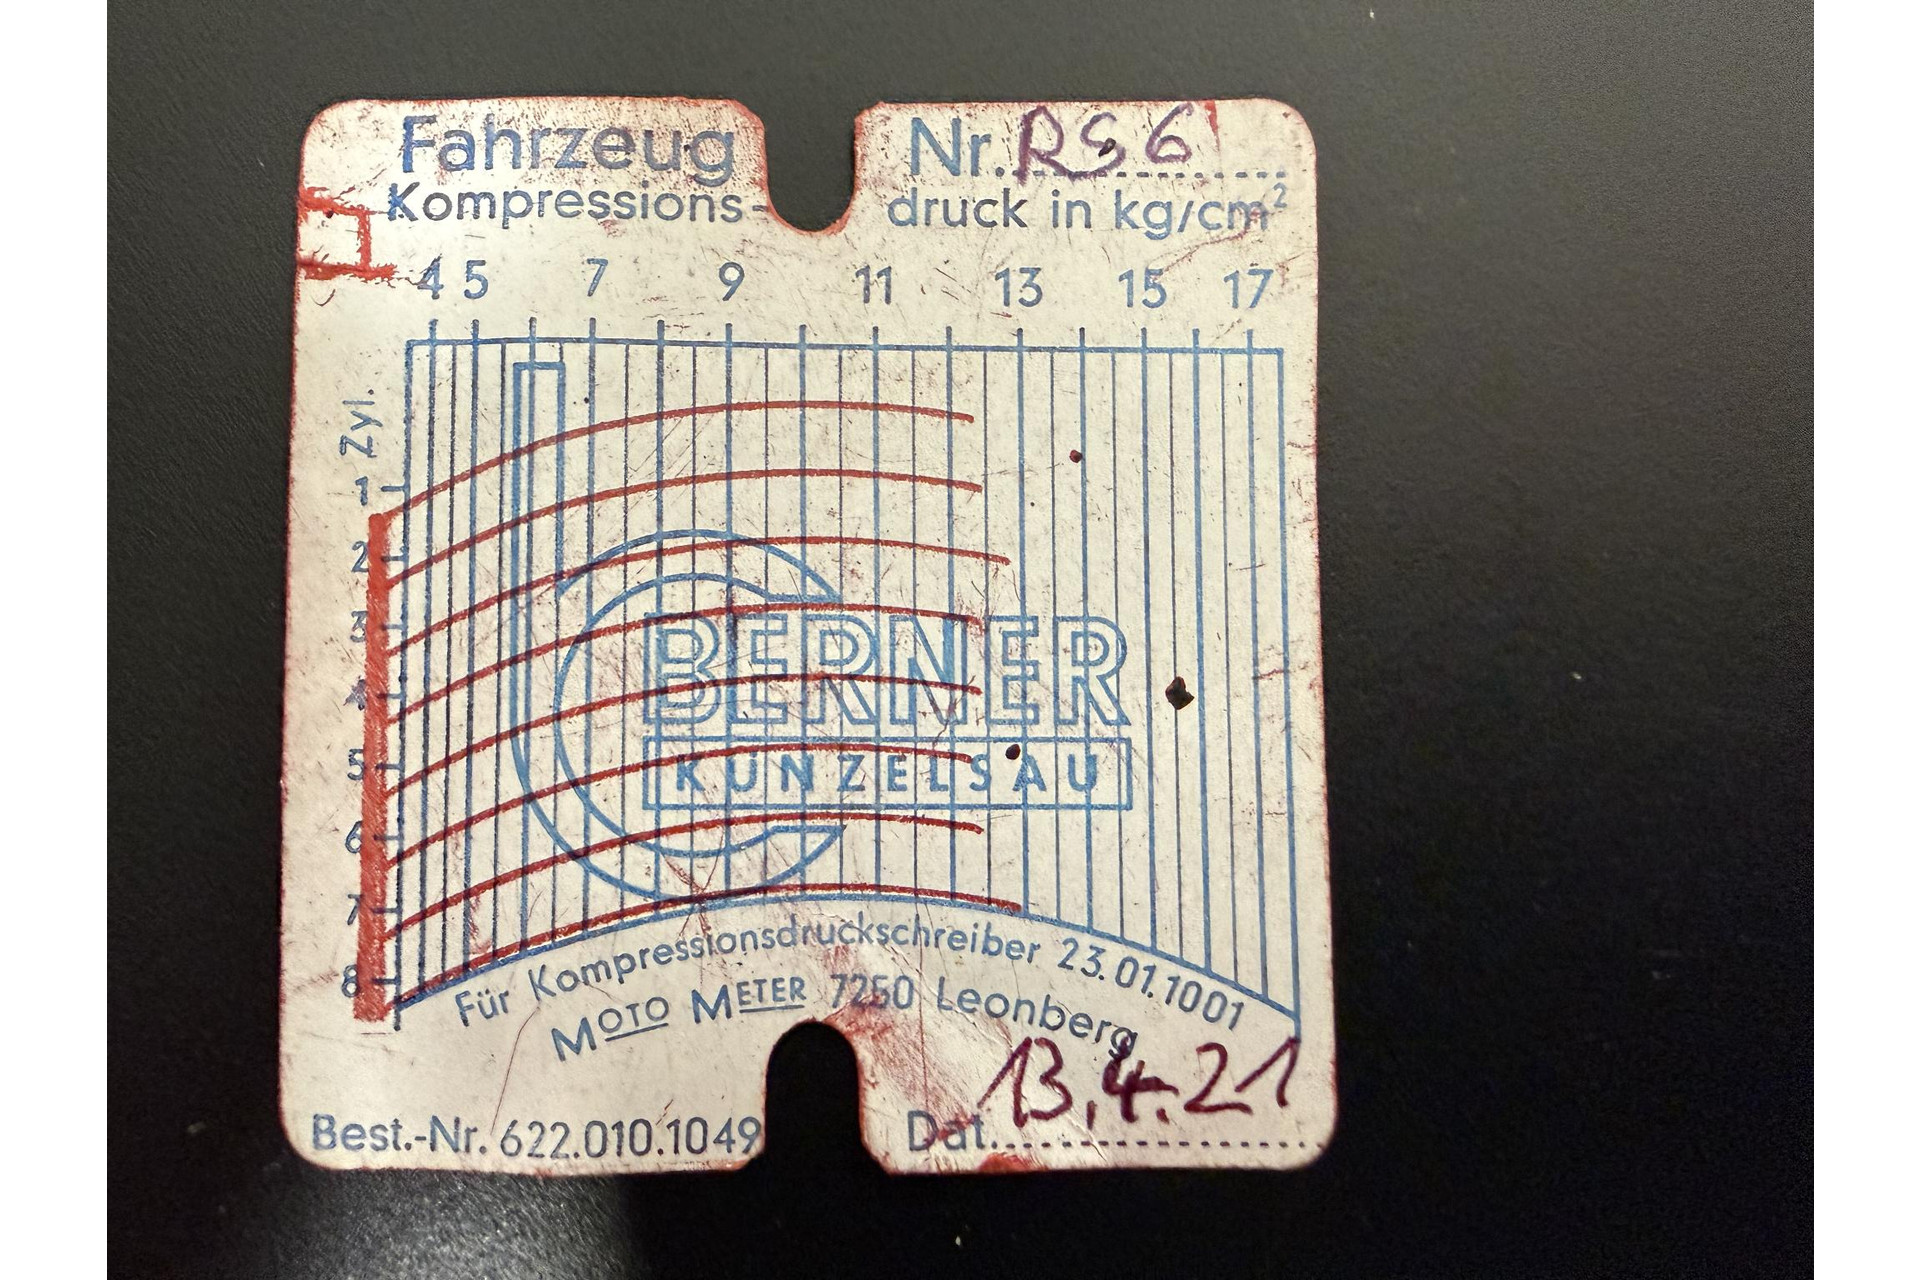 Fahrzeug Nr. RS6
Kompressions- druck in kg/cm²
4 5 7 9 11 13 15 17
Zyl.
1
2
3
4
5
6
7
8
BERNER
KÜNZELSAU
Für Kompressionsdruckschreiber 23.01.1001
MOTO METER 7250 Leonberg
13.4.21
Best.-Nr. 622.010.1049 Dat.